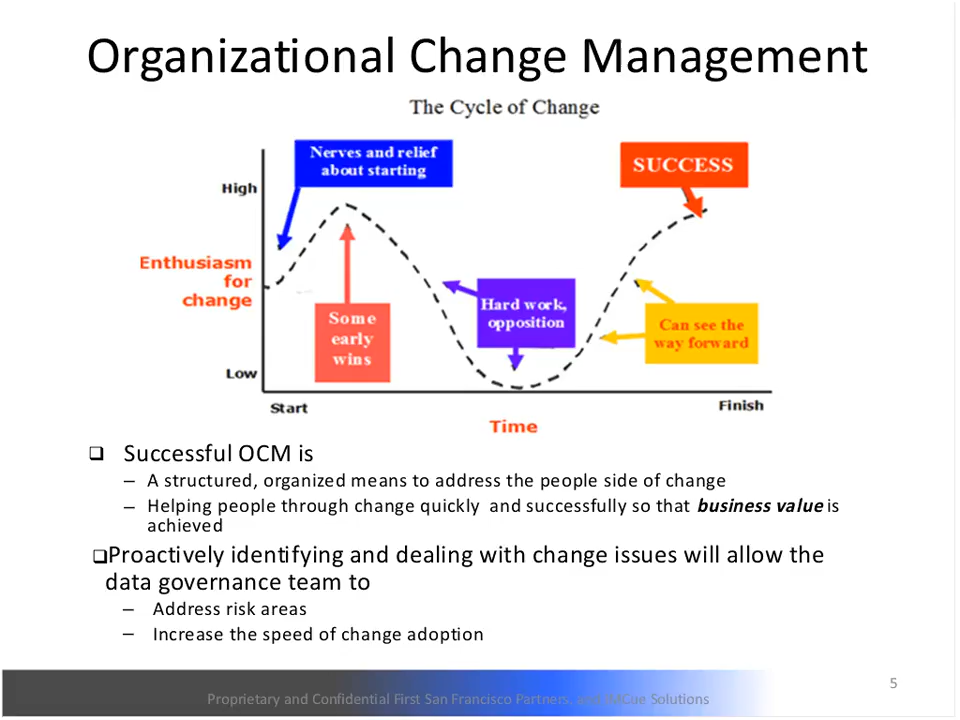 Organizational Change Management
The Cycle of Change
Nerves and relief
about starting
SUCCESS
High
Enthusiasm
for
change
Some
early
wins
Hard work,
opposition
Can see the
way forward
Low
Start
Finish
Time
❑ Successful OCM is
– A structured, organized means to address the people side of change
– Helping people through change quickly and successfully so that business value is
achieved
❑Proactively identifying and dealing with change issues will allow the
data governance team to
– Address risk areas
– Increase the speed of change adoption
5
Proprietary and Confidential First San Francisco Partners. and IMCue Solutions